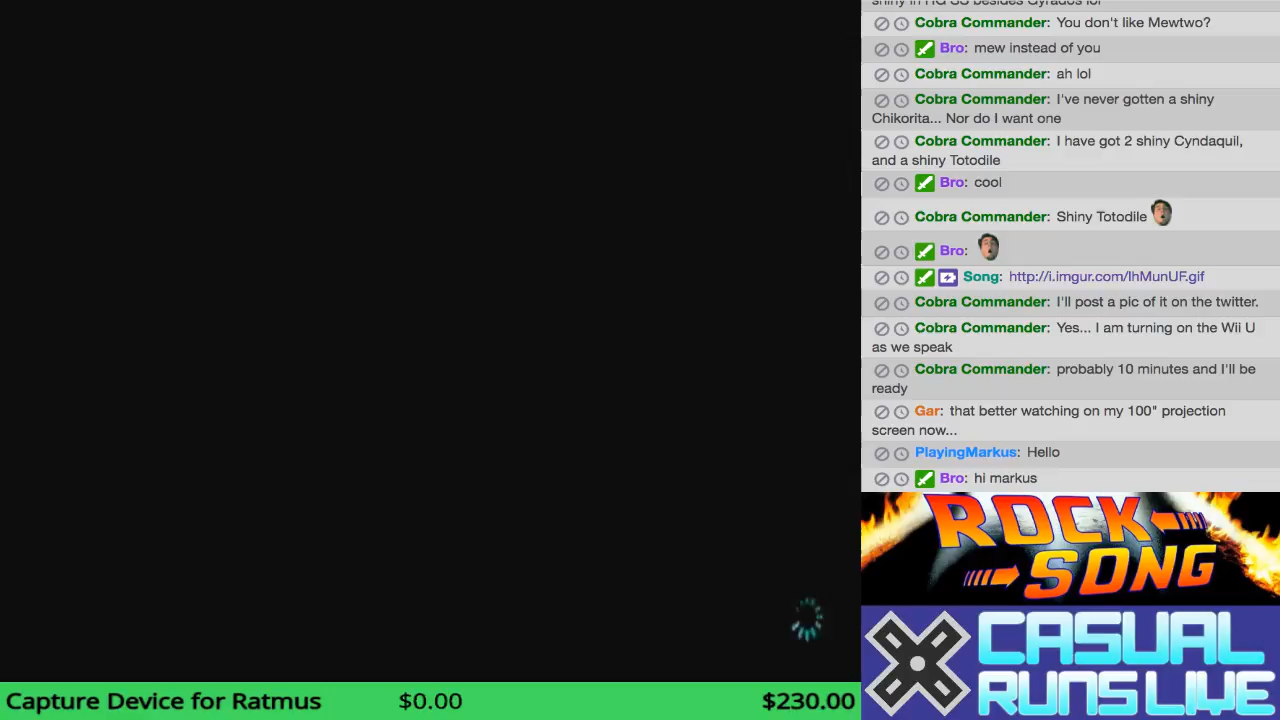 Cobra Commander: You don't like Mewtwo?
Bro: mew instead of you
Cobra Commander: ah lol
Cobra Commander: I've never gotten a shiny
Chikorita... Nor do I want one
Cobra Commander: I have got 2 shiny Cyndaquil,
and a shiny Totodile
Bro: cool
Cobra Commander: Shiny Totodile
Bro:
Song: http://i.imgur.com/IhMunUF.gif
Cobra Commander: I'll post a pic of it on the twitter.
Cobra Commander: Yes... I am turning on the Wii U
as we speak
Cobra Commander: probably 10 minutes and I'll be
ready
Gar: that better watching on my 100" projection
screen now...
PlayingMarkus: Hello
Bro: hi markus
ROCK
SONG
CASUAL
RUNSLIVE
Capture Device for Ratmus $0.00 $230.00